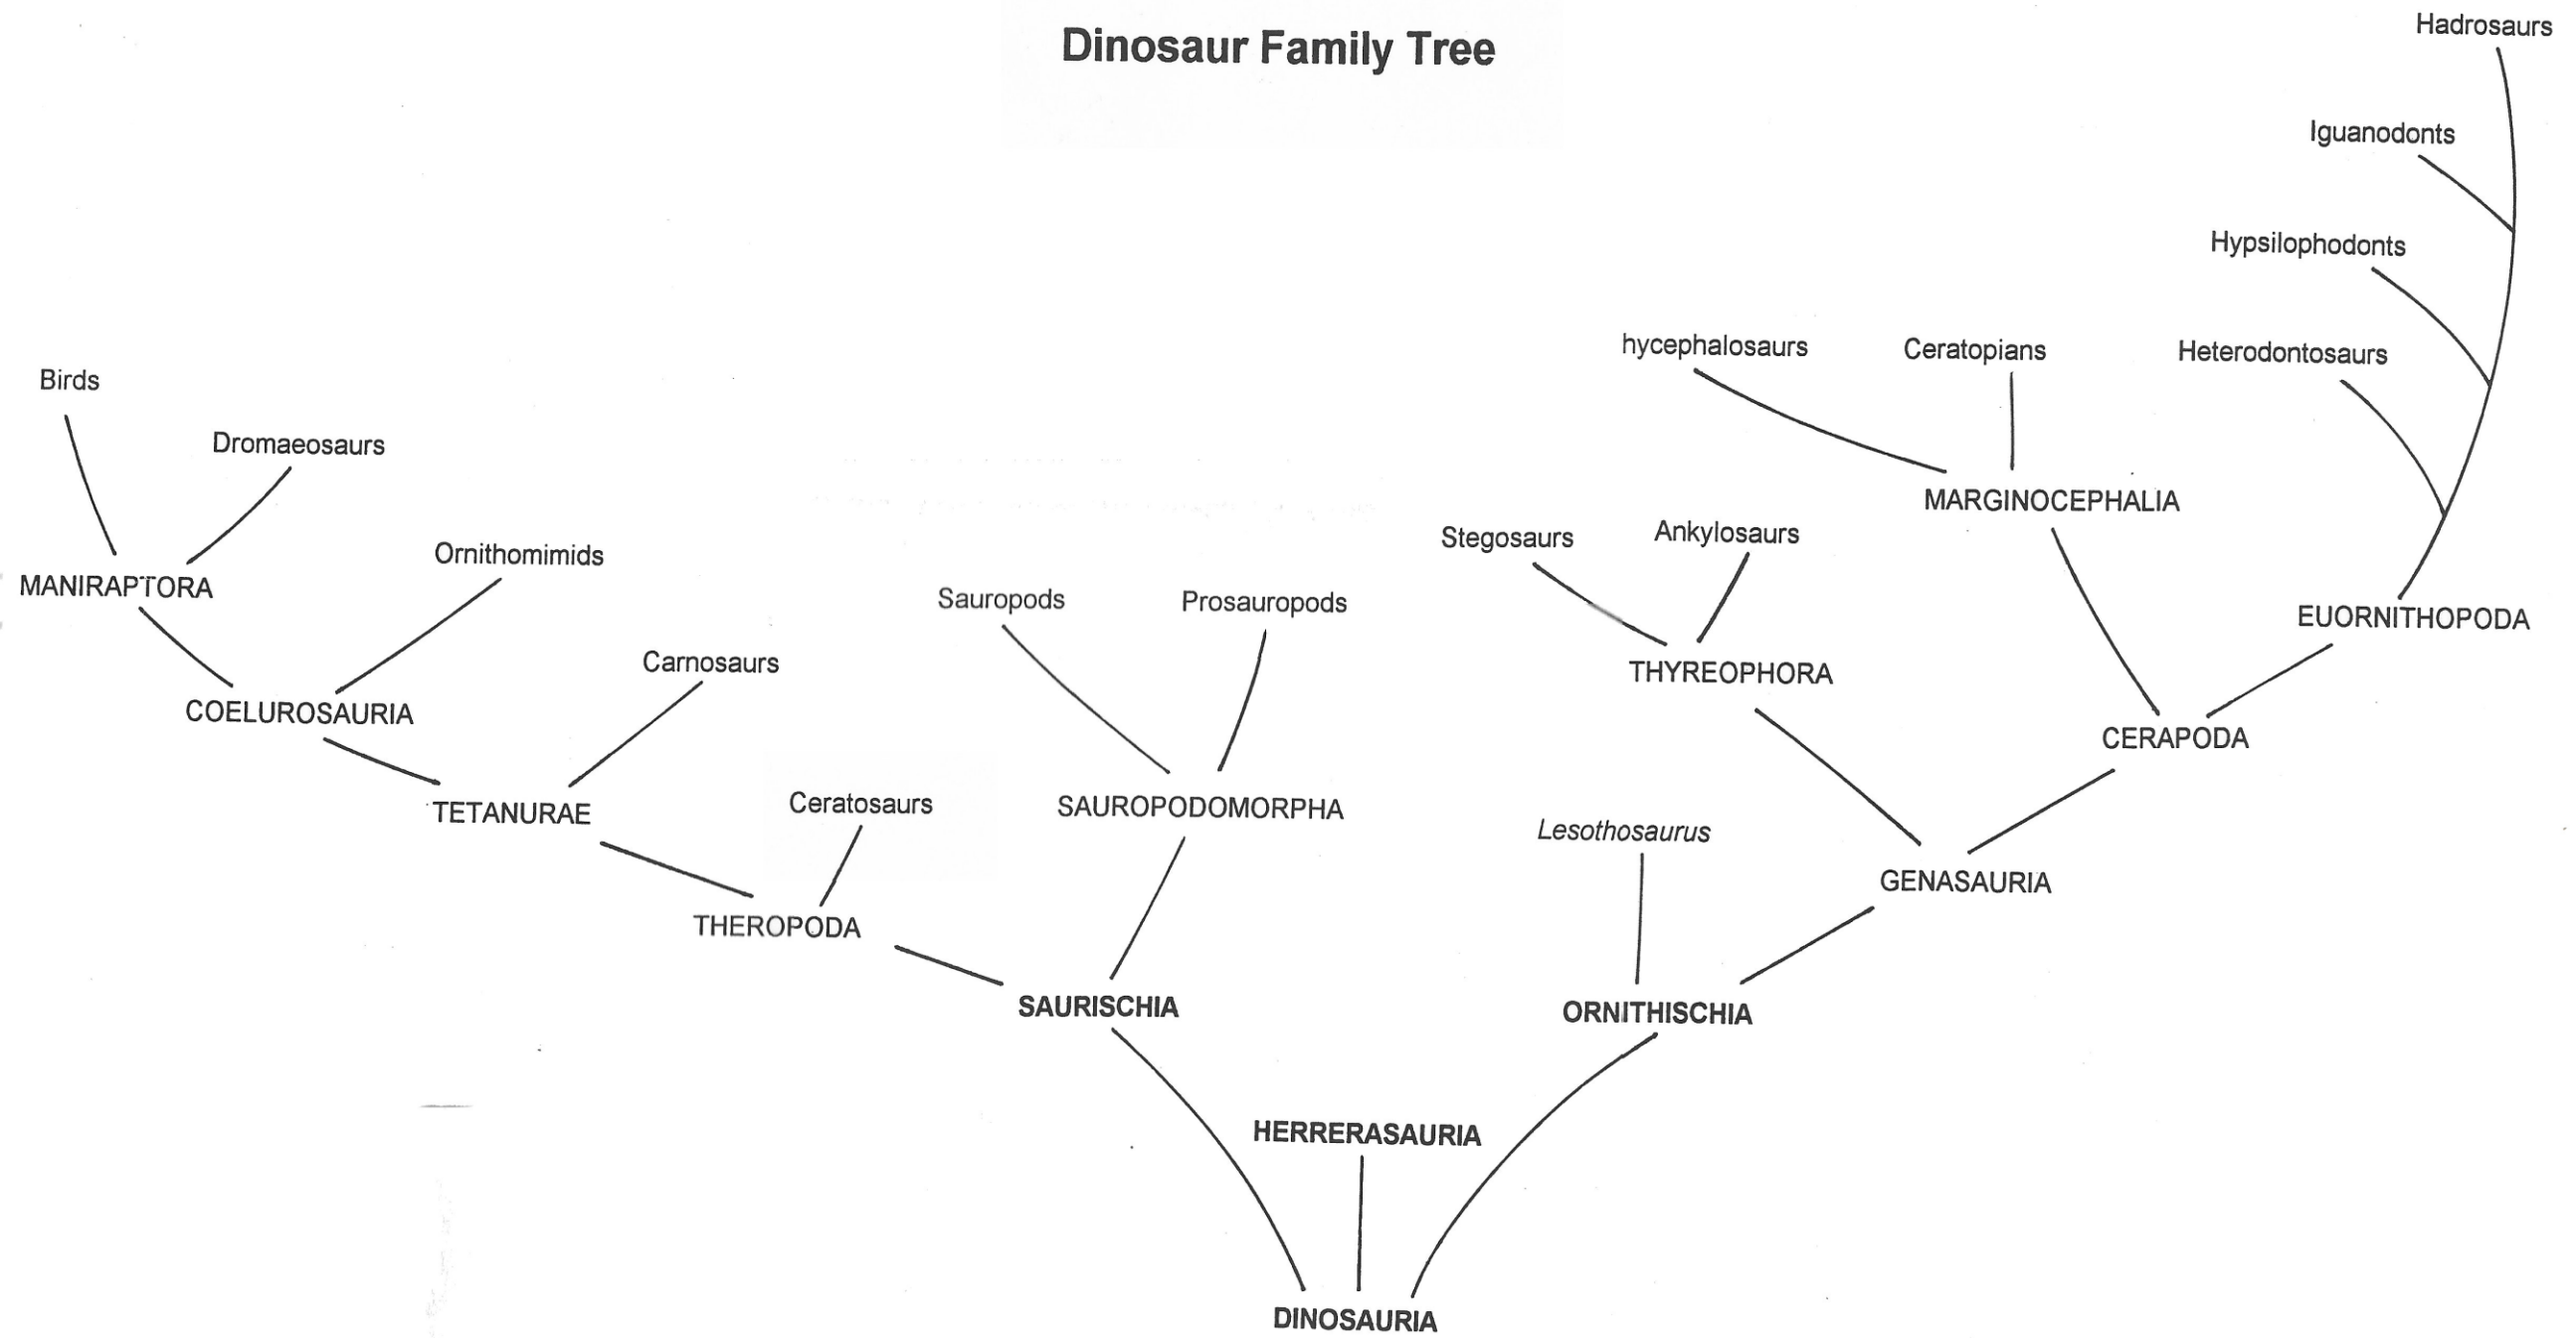 Dinosaur Family Tree
Hadrosaurs
Iguanodonts
Hypsilophodonts
hycephalosaurs
Ceratopians
Heterodontosaurs
Birds
Dromaeosaurs
MARGINOCEPHALIA
Stegosaurs
Ankylosaurs
Ornithomimids
MANIRAPTORA
Sauropods
Prosauropods
EUORNITHOPODA
Carnosaurs
THYREOPHORA
COELUROSAURIA
CERAPODA
Ceratosaurs
SAUROPODOMORPHA
TETANURAE
Lesothosaurus
GENASAURIA
THEROPODA
SAURISCHIA
ORNITHISCHIA
HERRERASAURIA
DINOSAURIA